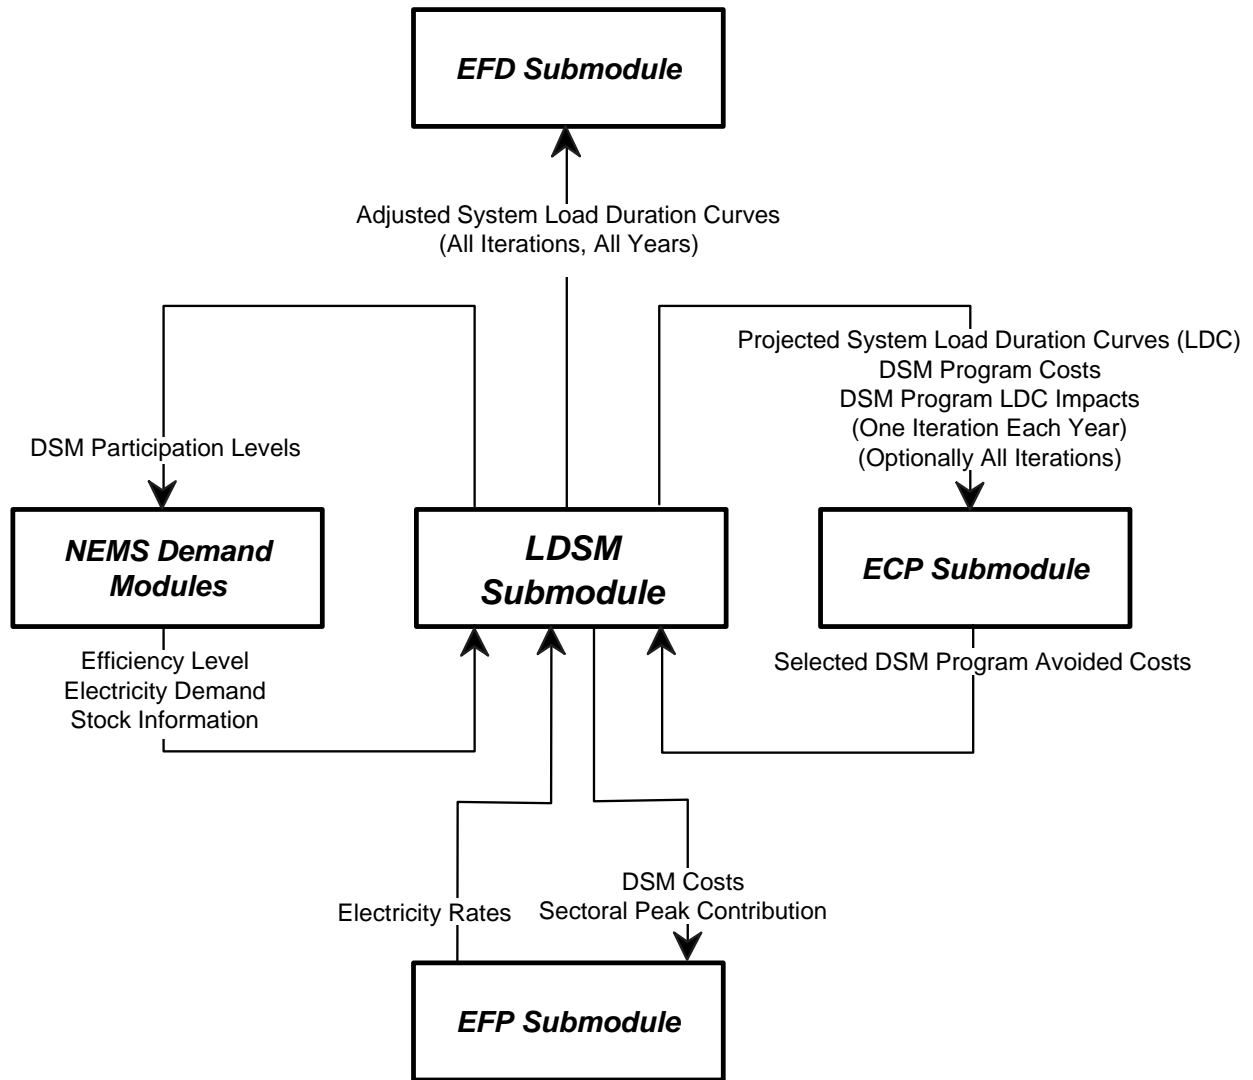 EFD Submodule
Adjusted System Load Duration Curves
(All Iterations, All Years)
Projected System Load Duration Curves (LDC)
DSM Program Costs
DSM Program LDC Impacts
(One Iteration Each Year)
(Optionally All Iterations)
DSM Participation Levels
NEMS Demand
Modules
LDSM
Submodule
ECP Submodule
Efficiency Level
Electricity Demand
Stock Information
Selected DSM Program Avoided Costs
Electricity Rates
DSM Costs
Sectoral Peak Contribution
EFP Submodule